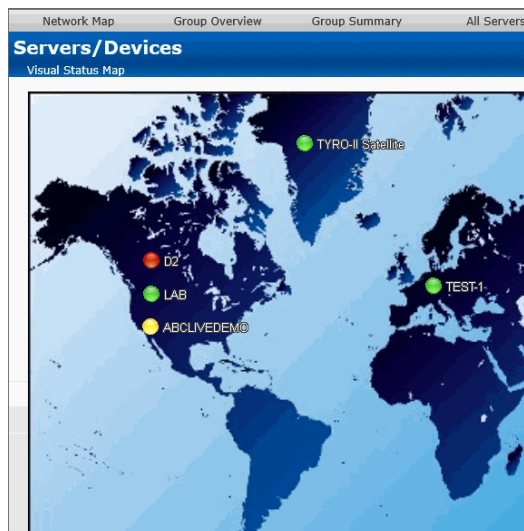 Network Map Group Overview Group Summary All Servers
Servers/Devices
Visual Status Map
TYRO-II Satellite
D2
TEST-1
LAB
ABCLIVEDEMO